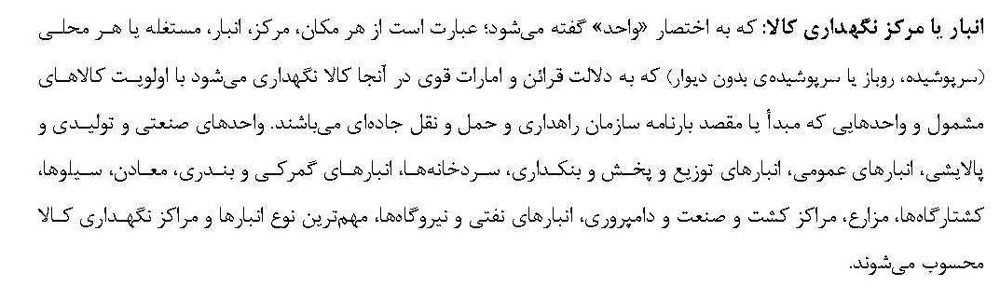 انبار یا مرکز نگهداری کالا: که به اختصار «واحد» گفته می‌شود؛ عبارت است از هر مکان، مرکز، انبار، مستغله یا هر محلی
(سرپوشیده، روباز یا سرپوشیده‌ی بدون دیوار) که به دلالت قرائن و امارات قوی در آنجا کالا نگهداری می‌شود با اولویت کالاهای
مشمول و واحدهایی که مبدأ یا مقصد بارنامه سازمان راهداری و حمل و نقل جاده‌ای می‌باشند. واحدهای صنعتی و تولیدی و
پالایشی، انبارهای عمومی، انبارهای توزیع و پخش و بنکداری، سردخانه‌ها، انبارهای گمرکی و بندری، معادن، سیلوها،
کشتارگاه‌ها، مزارع، مراکز کشت و صنعت و دامپروری، انبارهای نفتی و نیروگاه‌ها، مهم‌ترین نوع انبارها و مراکز نگهداری کالا
محسوب می‌شوند.